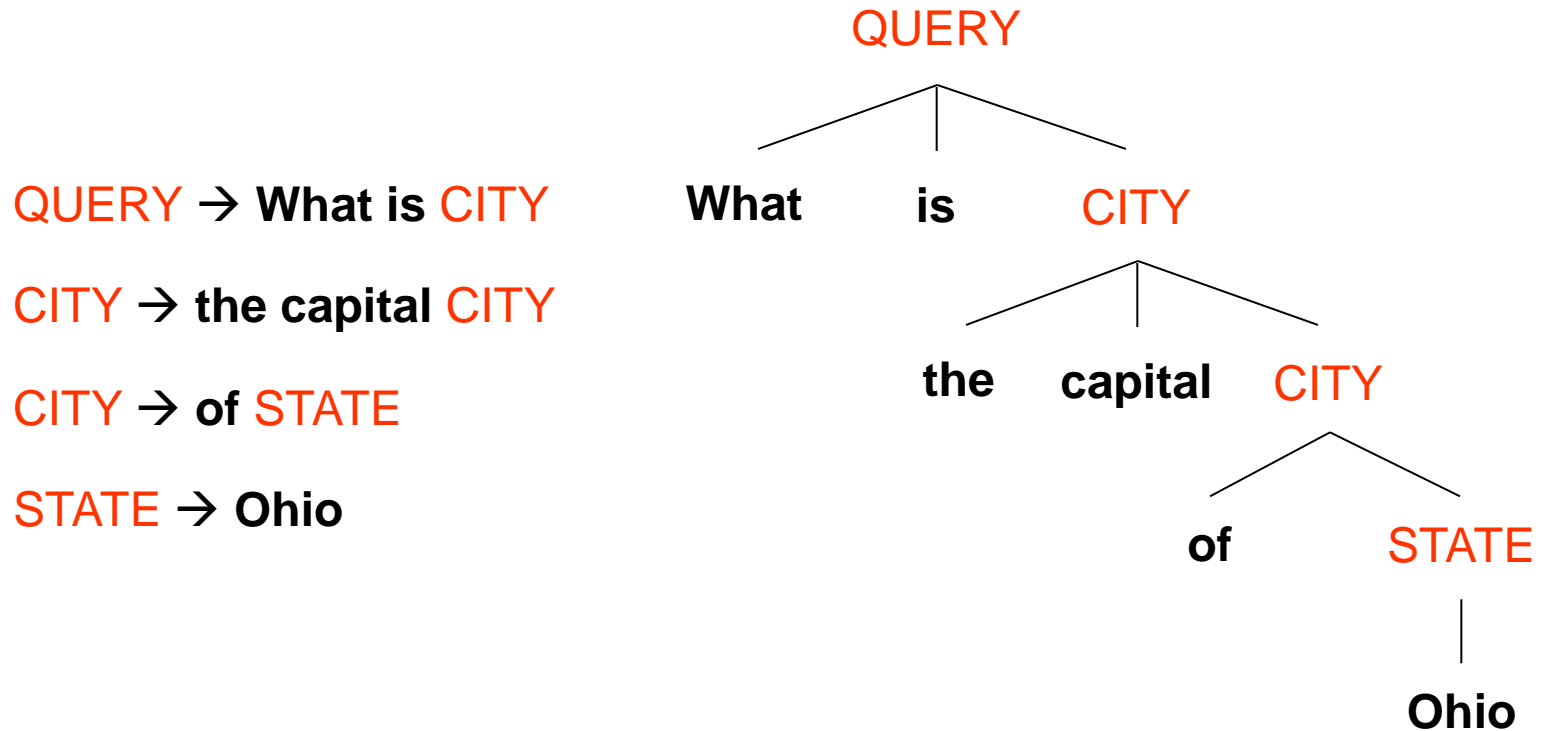 QUERY
QUERY → What is CITY
What is CITY
CITY → the capital CITY
the capital CITY
CITY → of STATE
STATE → Ohio
of STATE
Ohio